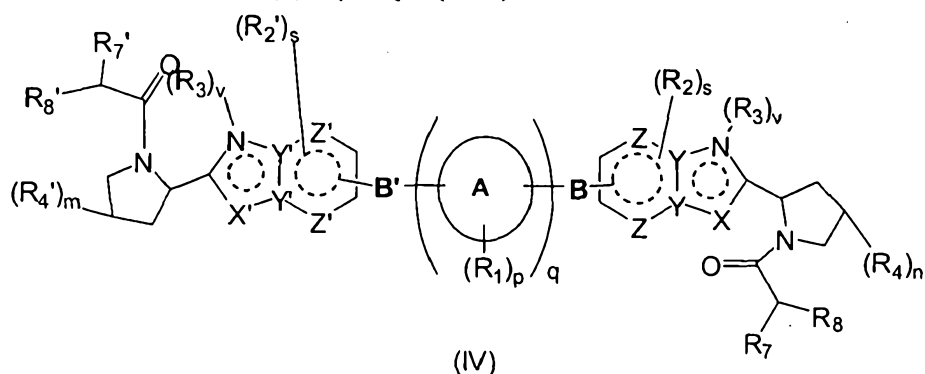 (R2')s
R7'
O
R8'
(R3)v
(R2)s
(R3)v
N
N
Z'
Y'
Z
Y
N
(R4')m
B'
A
B
X'
Y'
Z'
Z
Y
X
N
(R1)p
q
O
(R4)n
R8
R7
(IV)